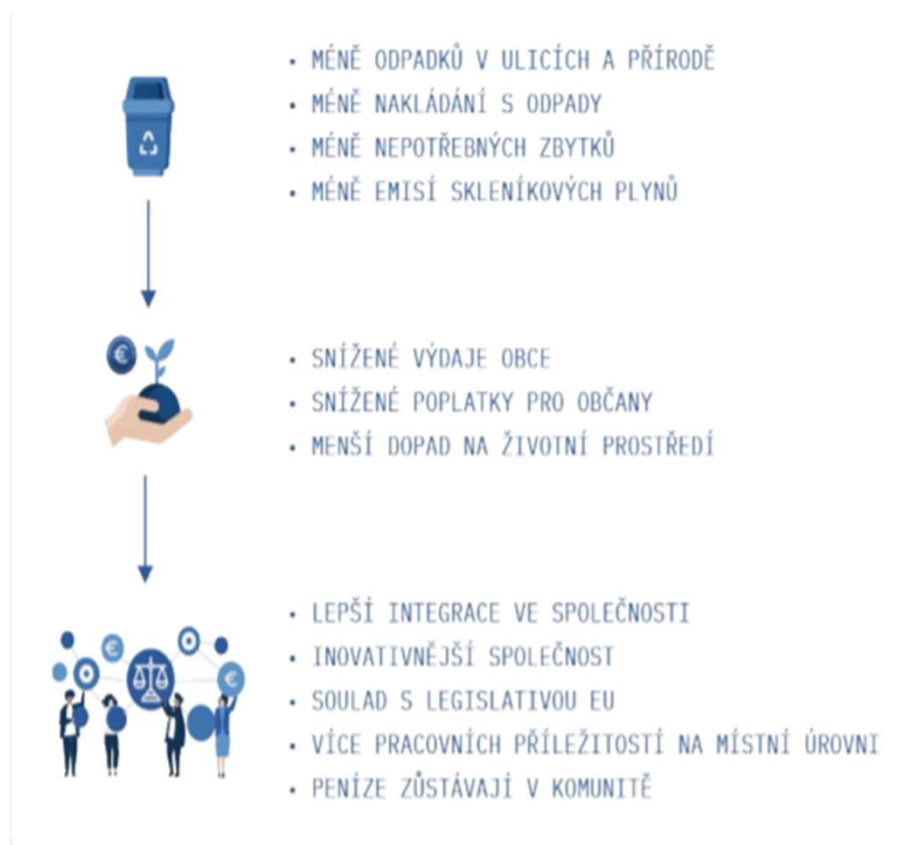 • MÉNĚ ODPADKŮ V ULICÍCH A PŘÍRODĚ
• MÉNĚ NAKLÁDÁNÍ S ODPADY
• MÉNĚ NEPOTŘEBNÝCH ZBYTKŮ
• MÉNĚ EMISÍ SKLENÍKOVÝCH PLYNŮ
€
• SNÍŽENÉ VÝDAJE OBCE
• SNÍŽENÉ POPLATKY PRO OBČANY
• MENŠÍ DOPAD NA ŽIVOTNÍ PROSTŘEDÍ
€
€
• LEPŠÍ INTEGRACE VE SPOLEČNOSTI
• INOVATIVNĚJŠÍ SPOLEČNOST
• SOULAD S LEGISLATIVOU EU
• VÍCE PRACOVNÍCH PŘÍLEŽITOSTÍ NA MÍSTNÍ ÚROVNI
• PENÍZE ZŮSTÁVAJÍ V KOMUNITĚ